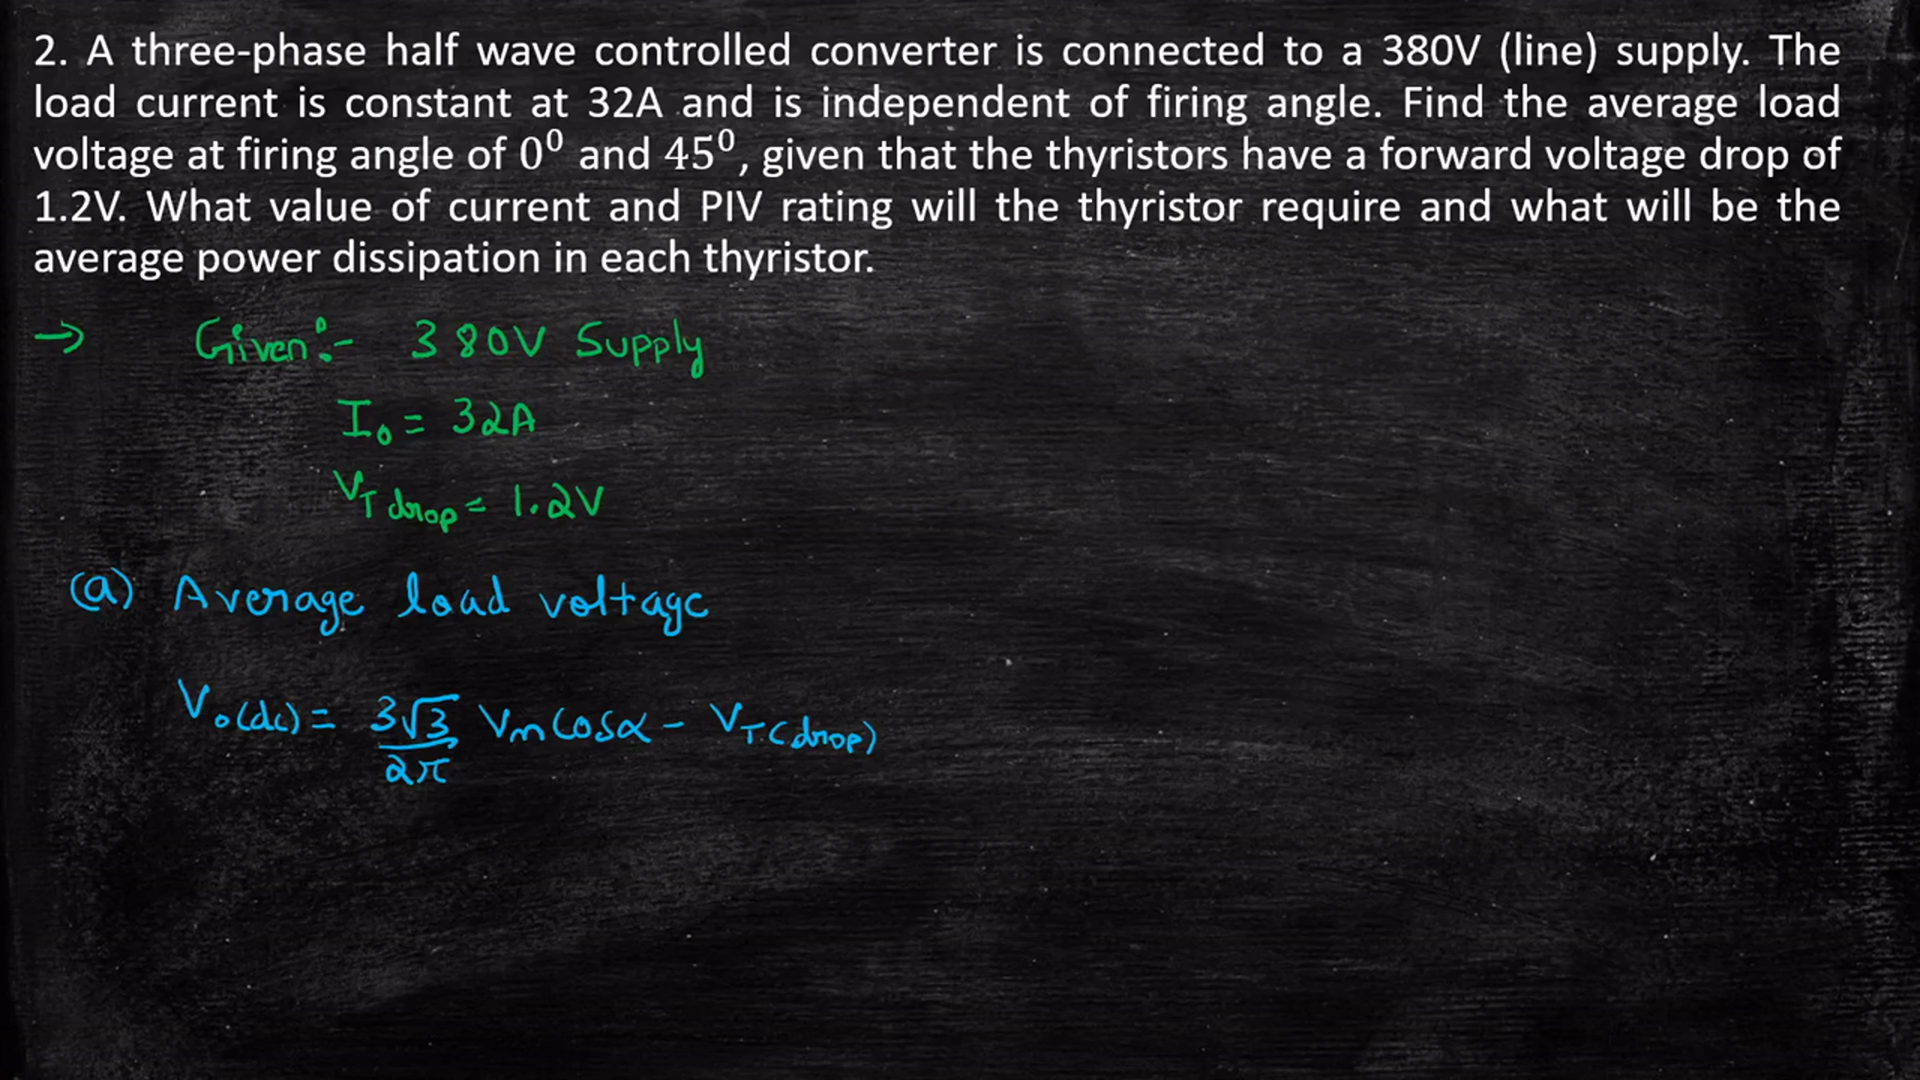 2. A three-phase half wave controlled converter is connected to a 380V (line) supply. The
load current is constant at 32A and is independent of firing angle. Find the average load
voltage at firing angle of 0⁰ and 45⁰, given that the thyristors have a forward voltage drop of
1.2V. What value of current and PIV rating will the thyristor require and what will be the
average power dissipation in each thyristor.
→ Given:- 380V Supply
I₀ = 32A
V_T drop = 1.2V
(a) Average load voltage
V₀(dc) = 3√3/2π Vm Cosα - V_T(drop)